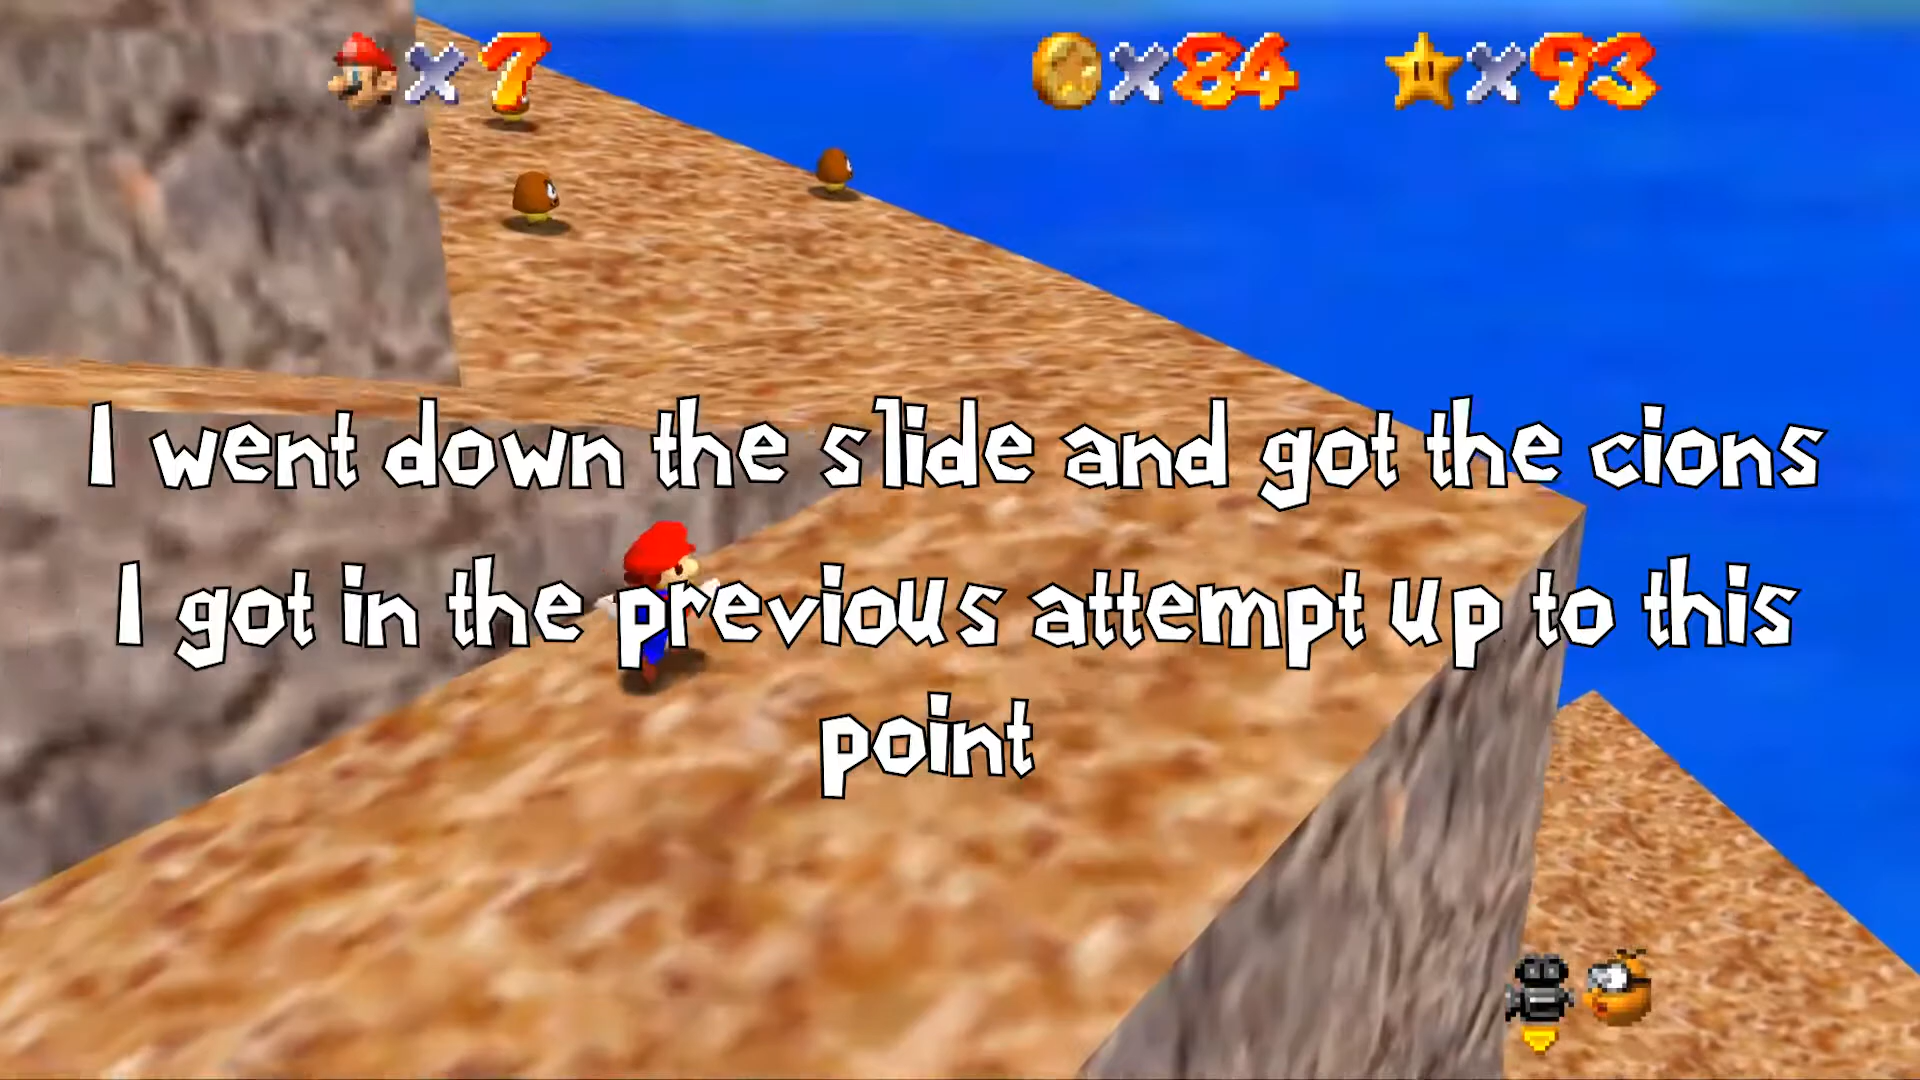 x 7 x 84 x 93
I went down the slide and got the cions
I got in the previous attempt up to this
point